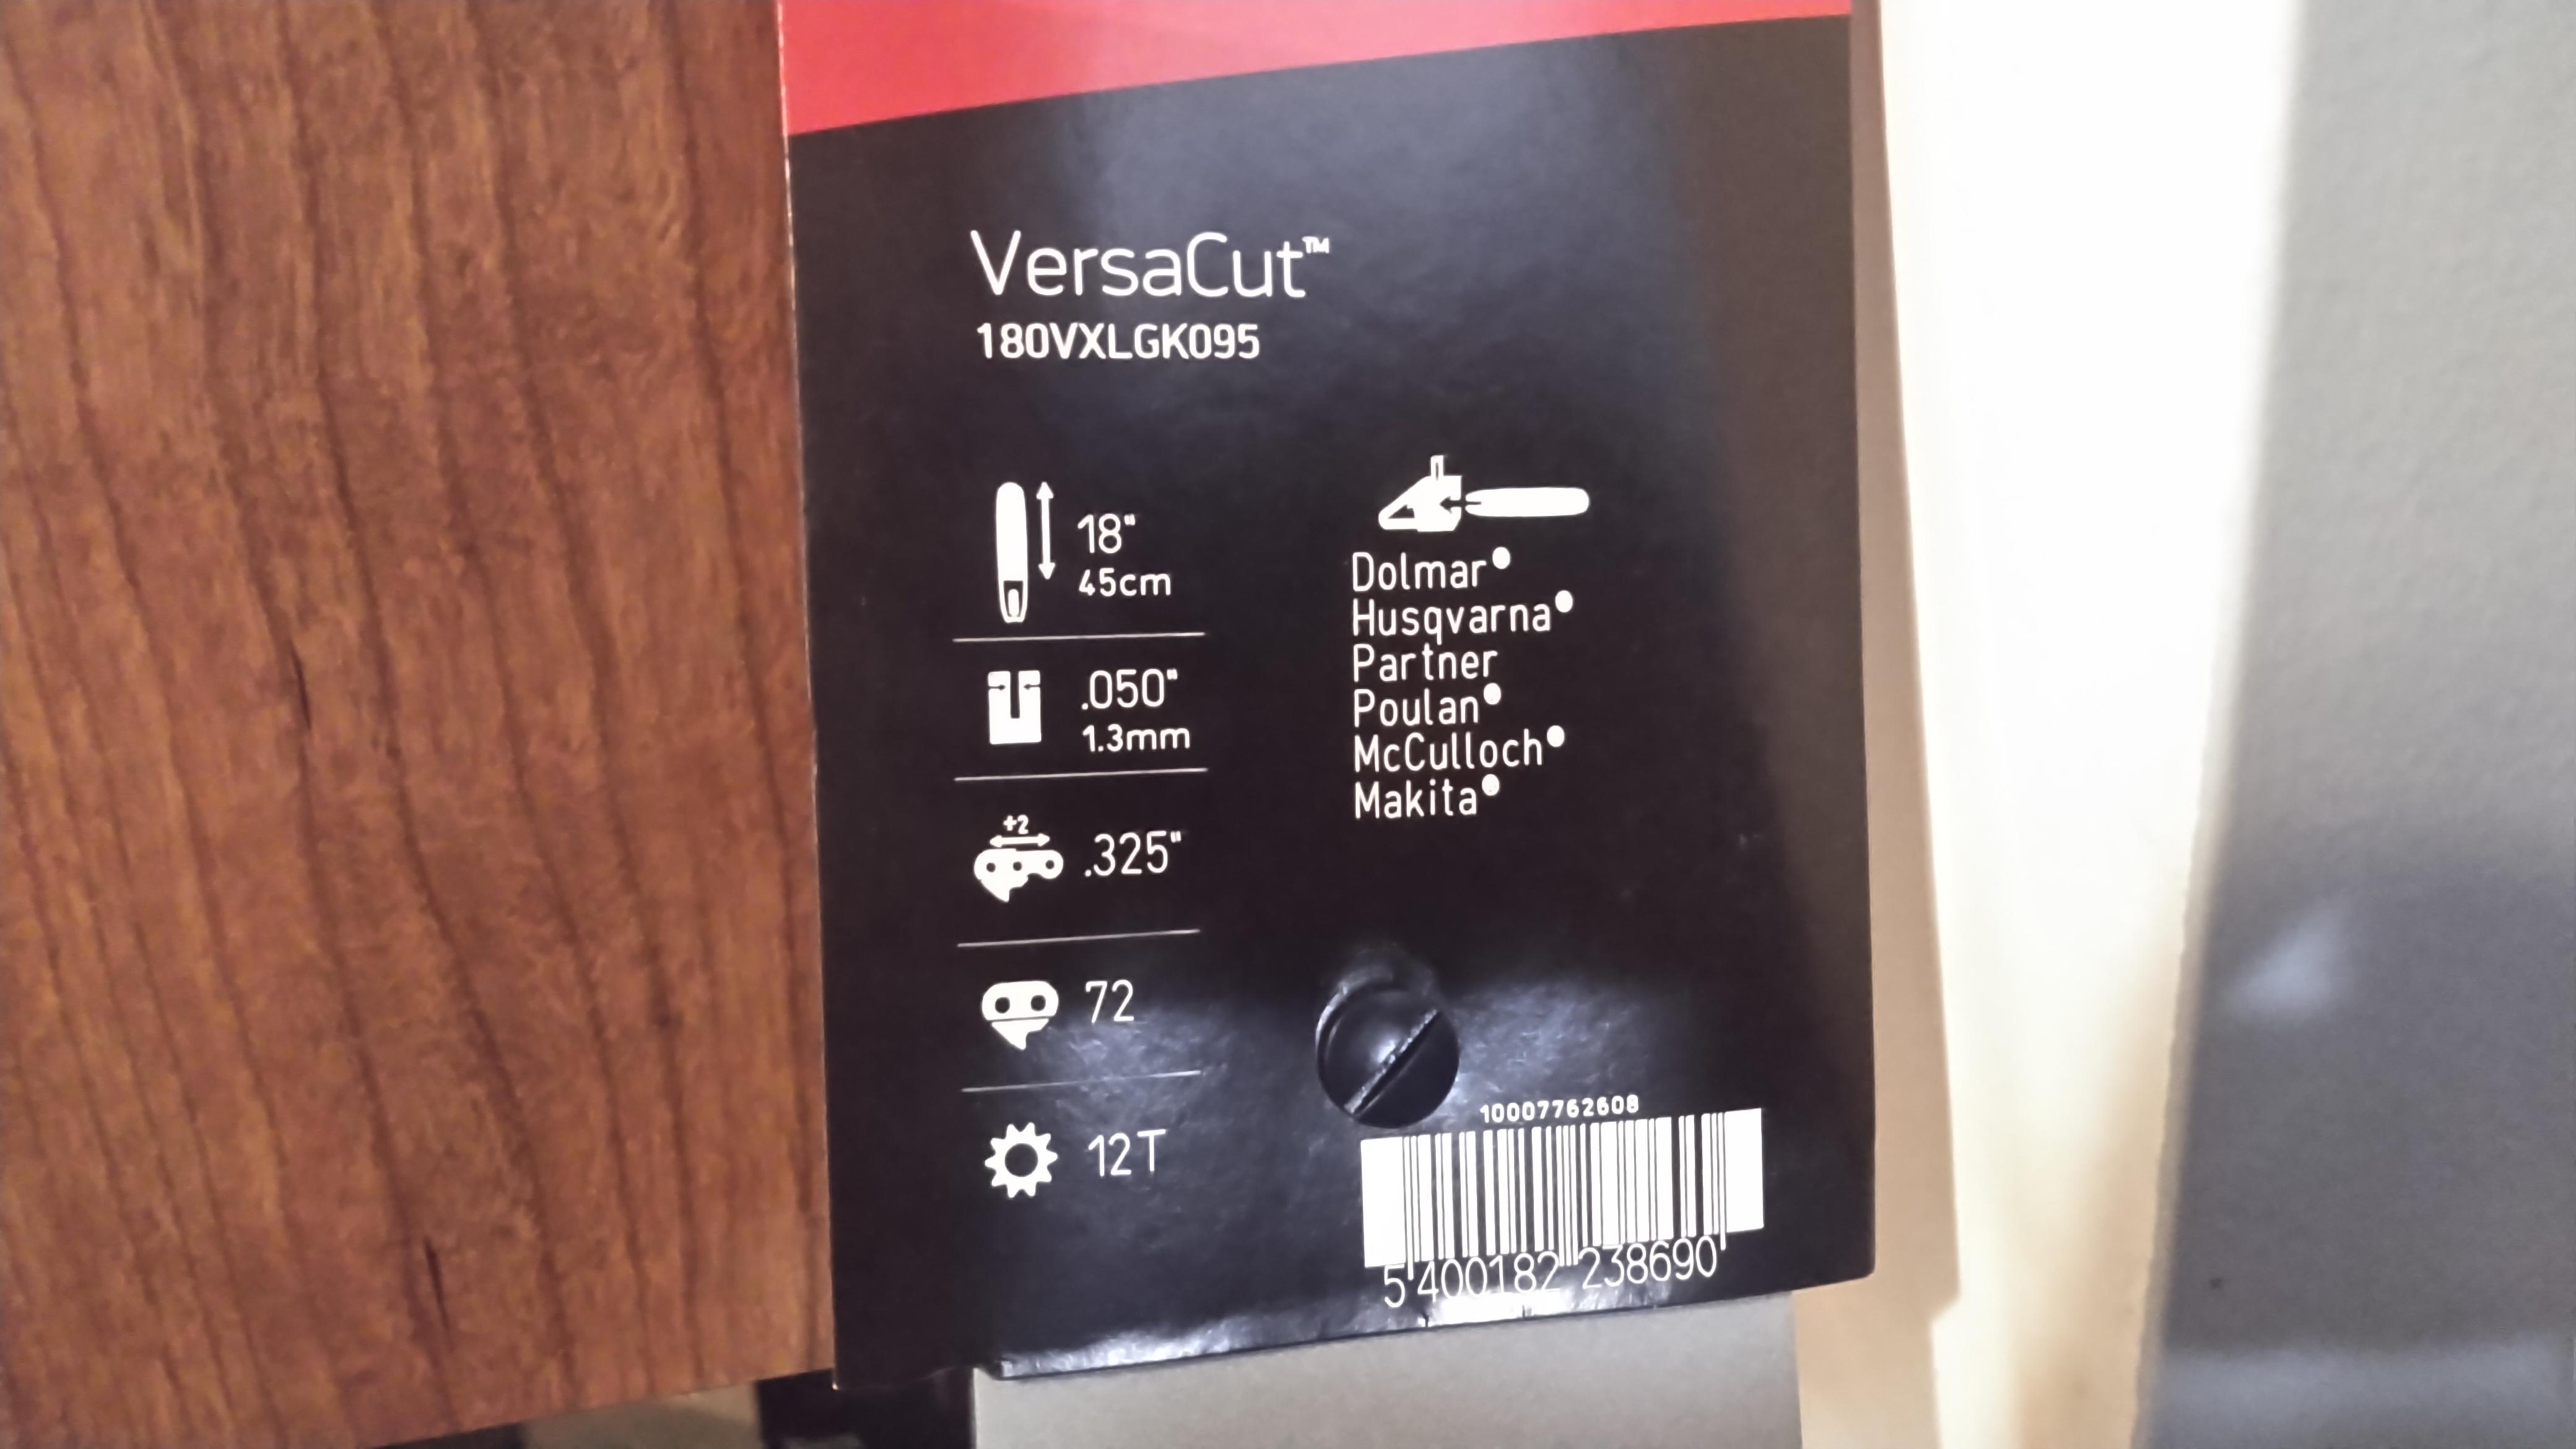 VersaCut™
180VXLGK095
18"
45cm
.050"
1.3mm
+2
.325"
72
12T
Dolmar®
Husqvarna®
Partner
Poulan®
McCulloch®
Makita®
10007762608
5 400182 238690